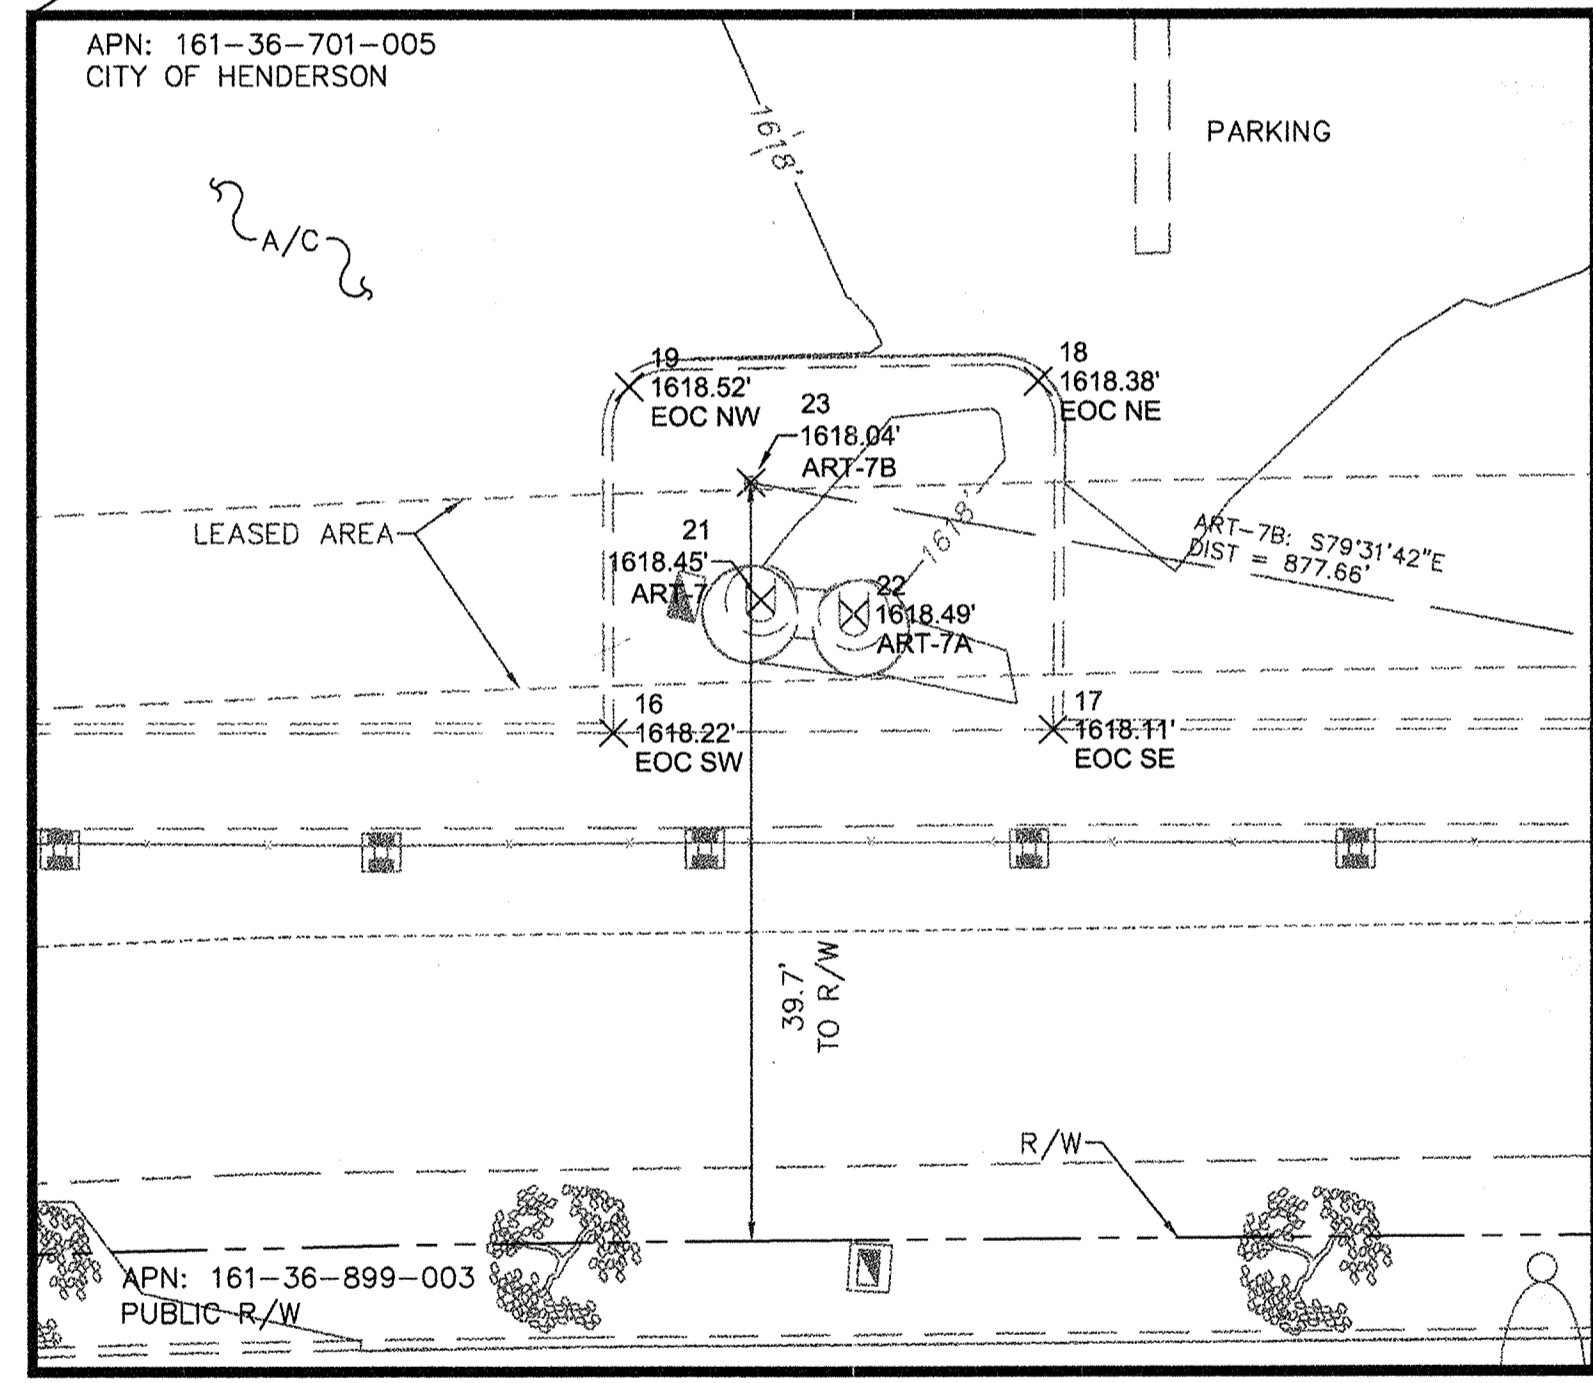 APN: 161-36-701-005
CITY OF HENDERSON
1618'
PARKING
A/C
19
1618.52'
EOC NW
18
1618.38'
EOC NE
23
1618.04'
ART-7B
LEASED AREA
21
1618.45'
ART-7
1618'
22
1618.49'
ART-7A
ART-7B: S79°31'42"E
DIST = 877.66'
16
1618.22'
EOC SW
17
1618.11'
EOC SE
39.7'
TO R/W
R/W
APN: 161-36-899-003
PUBLIC R/W